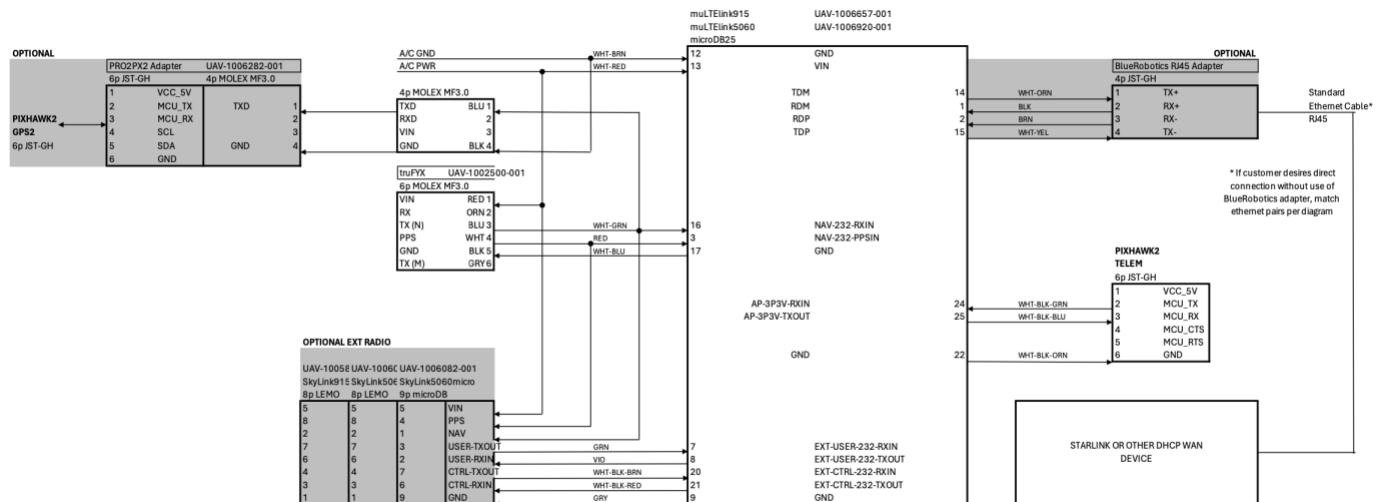 muLTElink915 UAV-1006657-001
muLTElink5060 UAV-1006920-001
microDB25
OPTIONAL
PRO2PX2 Adapter UAV-1006282-001
6p JST-GH 4p MOLEX MF3.0
1 VCC_5V
2 MCU_TX TXD 1
3 MCU_RX 2
4 SCL 3
5 SDA GND 4
6 GND
PIXHAWK2
GPS2
6p JST-GH
A/C GND WHT-BRN 12 GND
A/C PWR WHT-RED 13 VIN
4p MOLEX MF3.0
TXD BLU 1
RXD 2
VIN 3
GND BLK 4
truFYX UAV-1002500-001
6p MOLEX MF3.0
VIN RED 1
RX ORN 2
TX (N) BLU 3
PPS WHT 4
GND BLK 5
TX (M) GRY 6
WHT-GRN 16 NAV-232-RXIN
RED 3 NAV-232-PPSIN
WHT-BLU 17 GND
TDM 14 WHT-ORN
RDM 1 BLK
RDP 2 BRN
TDP 15 WHT-YEL
OPTIONAL
BlueRobotics RJ45 Adapter
4p JST-GH
1 TX+
2 RX+
3 RX-
4 TX-
Standard
Ethernet Cable*
RJ45
* If customer desires direct
connection without use of
BlueRobotics adapter, match
ethernet pairs per diagram
PIXHAWK2
TELEM
6p JST-GH
1 VCC_5V
2 MCU_TX
3 MCU_RX
4 MCU_CTS
5 MCU_RTS
6 GND
AP-3P3V-RXIN 24 WHT-BLK-GRN
AP-3P3V-TXOUT 25 WHT-BLK-BLU
GND 22 WHT-BLK-ORN
OPTIONAL EXT RADIO
UAV-10058 UAV-1006 UAV-1006082-001
SkyLink915 SkyLink506 SkyLink5060micro
8p LEMO 8p LEMO 9p microDB
5 5 5 VIN
8 8 4 PPS
2 2 1 NAV
7 7 3 USER-TXOUT GRN 7 EXT-USER-232-RXIN
6 6 2 USER-RXIN VIO 8 EXT-USER-232-TXOUT
4 4 7 CTRL-TXOUT WHT-BLK-BRN 20 EXT-CTRL-232-RXIN
3 3 6 CTRL-RXIN WHT-BLK-RED 21 EXT-CTRL-232-TXOUT
1 1 9 GND GRY 9 GND
STARLINK OR OTHER DHCP WAN
DEVICE